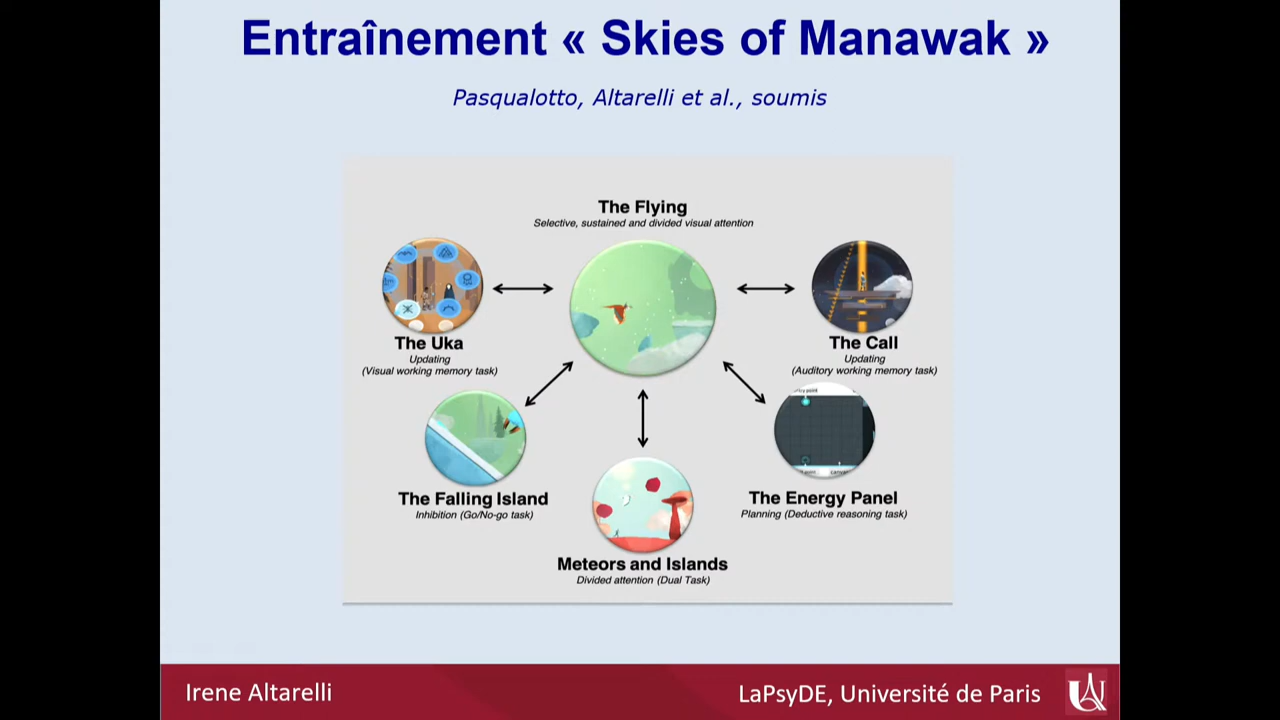 Entraînement « Skies of Manawak »
Pasqualotto, Altarelli et al., soumis
The Flying
Selective, sustained and divided visual attention
The Uka
Updating
(Visual working memory task)
The Call
Updating
(Auditory working memory task)
The Falling Island
Inhibition (Go/No-go task)
The Energy Panel
Planning (Deductive reasoning task)
Meteors and Islands
Divided attention (Dual Task)
Irene Altarelli
LaPsyDE, Université de Paris